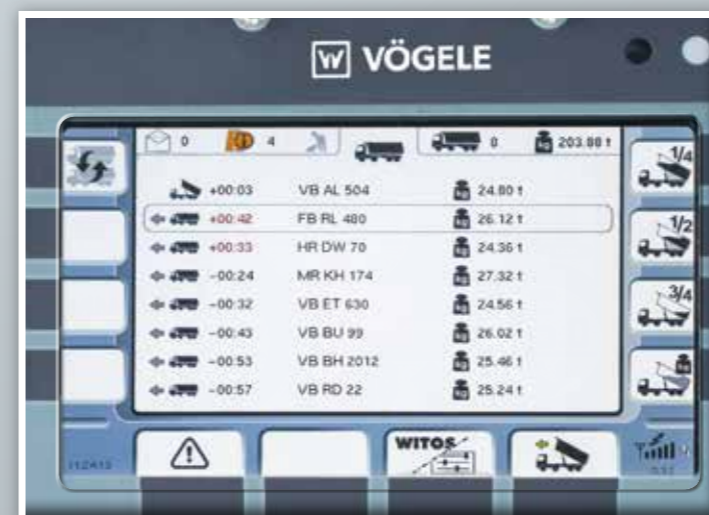 VÖGELE
0 4 8 203.88 t
1/4
+00:03 VB AL 504 24.80 t
+00:42 FB RL 480 26.12 t
1/2
+00:33 HR DW 70 24.36 t
-00:24 MR KH 174 27.32 t
3/4
-00:32 VB ET 630 24.56 t
-00:43 VB BU 99 26.02 t
-00:53 VB BH 2012 25.46 t
-00:57 VB RD 22 25.24 t
WITOS